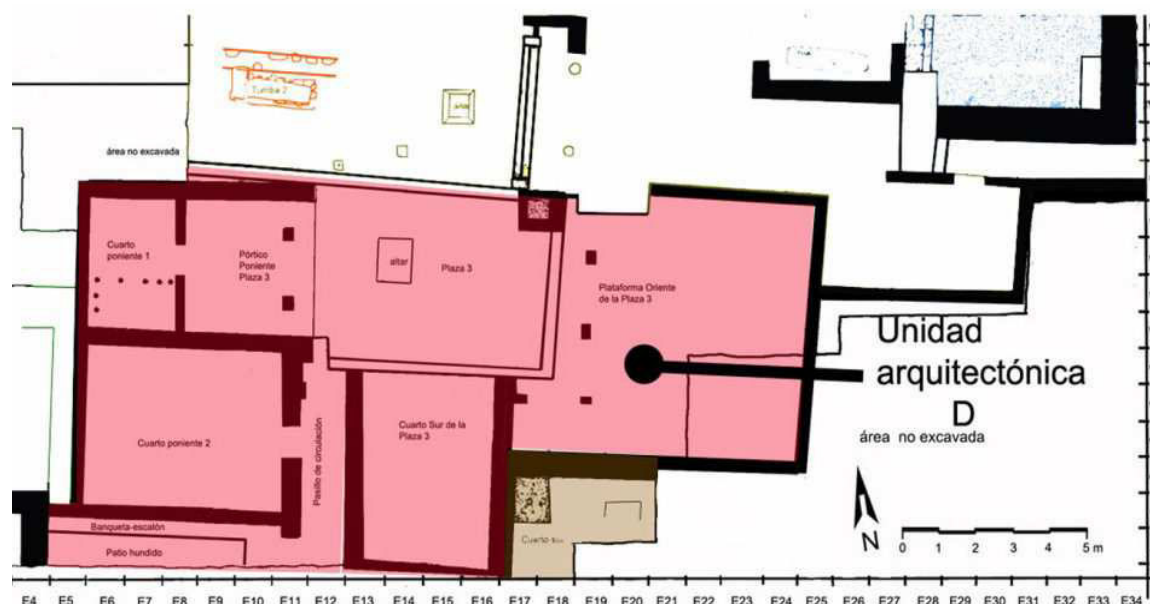 Tumba 2
altar
área no excavada
Cuarto
poniente 1
Pórtico
Poniente
Plaza 3
altar
Plaza 3
Plataforma Oriente
de la Plaza 3
Unidad
arquitectónica
D
área no excavada
Cuarto poniente 2
Pasillo de circulación
Cuarto Sur de la
Plaza 3
Banqueta-escalón
Patio hundido
Cuarto
N
0 1 2 3 4 5 m
E4 E5 E6 E7 E8 E9 E10 E11 E12 E13 E14 E15 E16 E17 E18 E19 E20 E21 E22 E23 E24 E25 E26 E27 E28 E29 E30 E31 E32 E33 E34